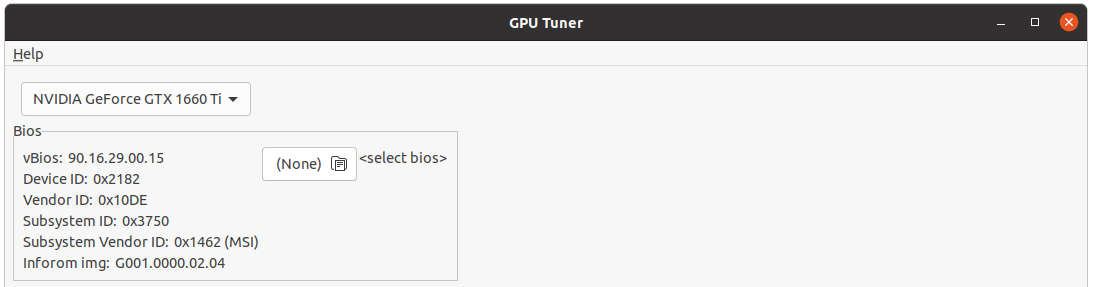 GPU Tuner
Help
NVIDIA GeForce GTX 1660 Ti
Bios
vBios: 90.16.29.00.15
(None)
<select bios>
Device ID: 0x2182
Vendor ID: 0x10DE
Subsystem ID: 0x3750
Subsystem Vendor ID: 0x1462 (MSI)
Inforom img: G001.0000.02.04